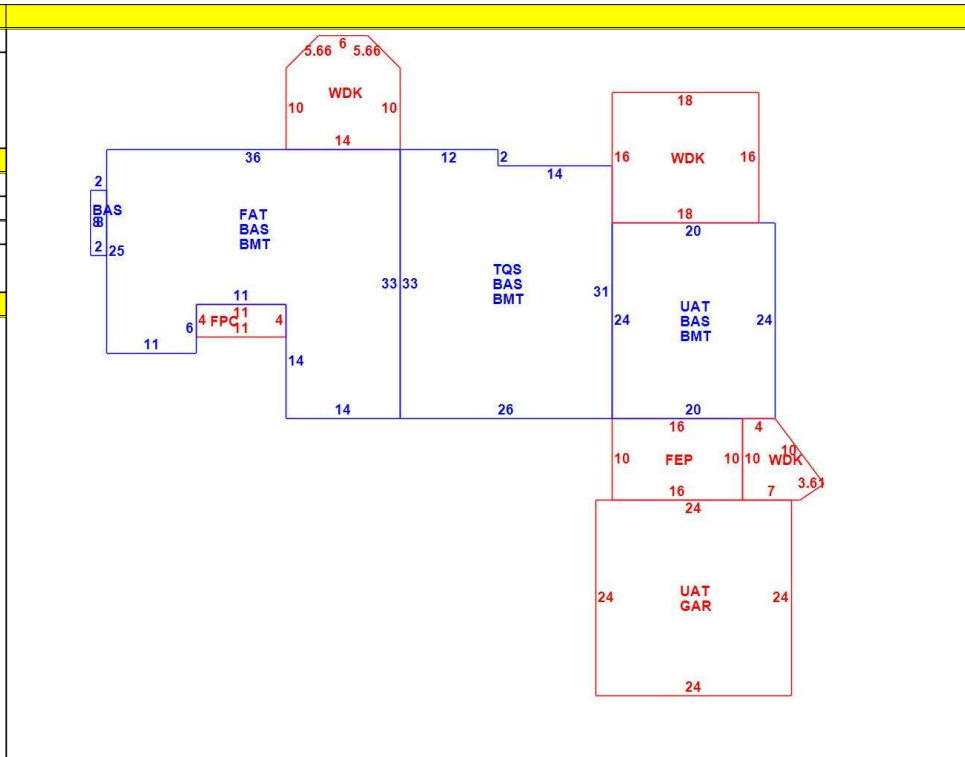 5.66 6 5.66
WDK
10 10
14
18
WDK
16 16
18
36
12
2
14
2
BAS
8 8
2
25
FAT
BAS
BMT
33
33
TQS
BAS
BMT
31
20
UAT
BAS
BMT
24 24
20
11
11
4 FPC 4
11
6
11
14
14
26
16
FEP
10 10
16
4
10
10 WDK
3.61
7
24
UAT
GAR
24 24
24